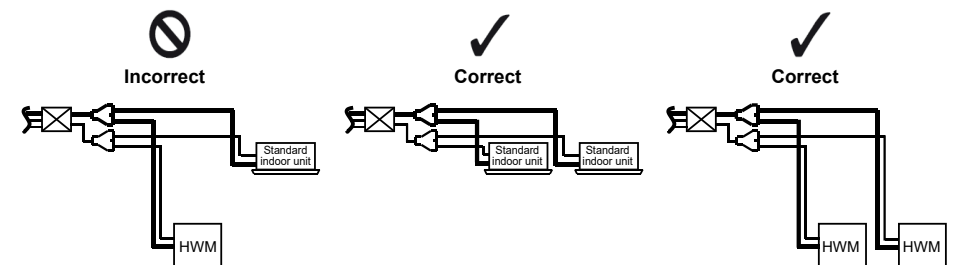 Incorrect
Correct
Correct
Standard
indoor unit
HWM
Standard
indoor unit
Standard
indoor unit
HWM
HWM